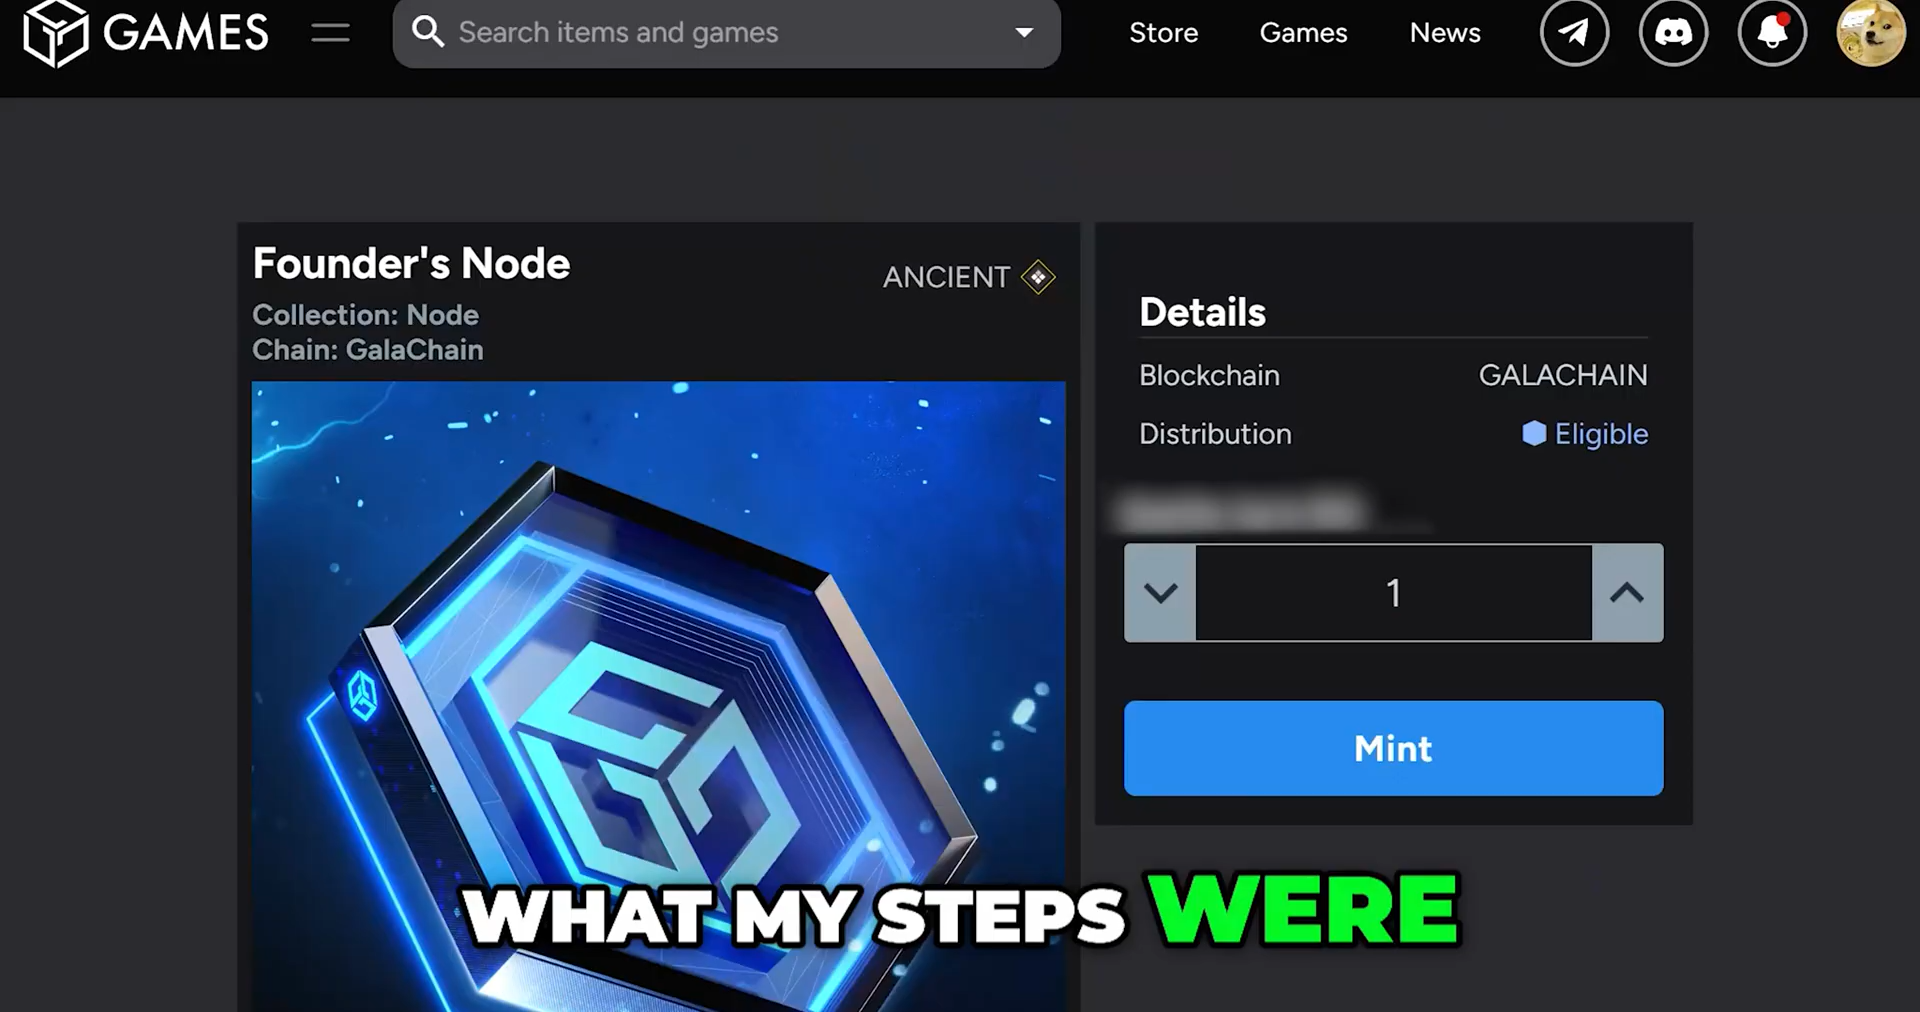 GAMES
Search items and games
Store
Games
News
Founder's Node
ANCIENT
Collection: Node
Chain: GalaChain
Details
Blockchain
GALACHAIN
Distribution
Eligible
1
Mint
WHAT MY STEPS WERE